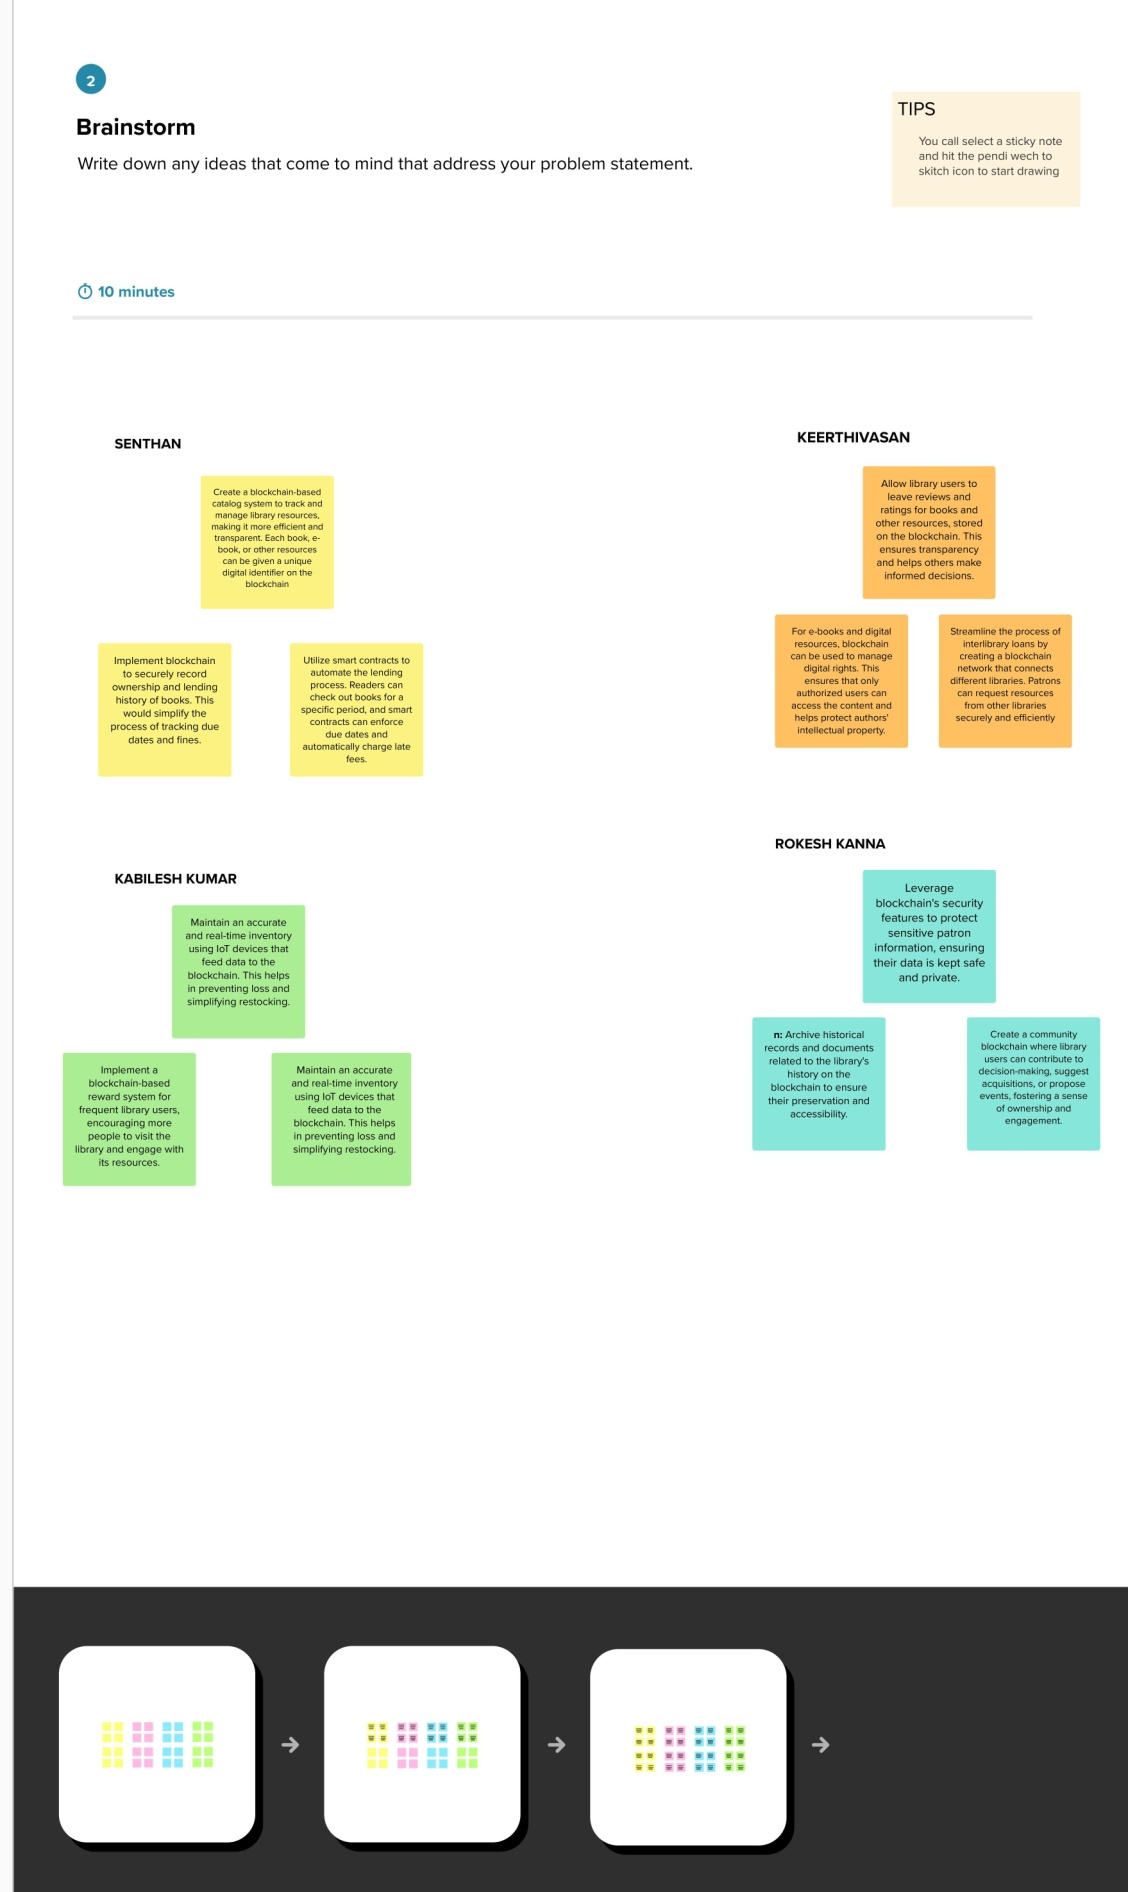 2
Brainstorm
Write down any ideas that come to mind that address your problem statement.
TIPS
You call select a sticky note
and hit the pendi wech to
skitch icon to start drawing
10 minutes
SENTHAN
Create a blockchain-based
catalog system to track and
manage library resources,
making it more efficient and
transparent. Each book, e-
book, or other resources
can be given a unique
digital identifier on the
blockchain
Implement blockchain
to securely record
ownership and lending
history of books. This
would simplify the
process of tracking due
dates and fines.
Utilize smart contracts to
automate the lending
process. Readers can
check out books for a
specific period, and smart
contracts can enforce
due dates and
automatically charge late
fees.
KEERTHIVASAN
Allow library users to
leave reviews and
ratings for books and
other resources, stored
on the blockchain. This
ensures transparency
and helps others make
informed decisions.
For e-books and digital
resources, blockchain
can be used to manage
digital rights. This
ensures that only
authorized users can
access the content and
helps protect authors'
intellectual property.
Streamline the process of
interlibrary loans by
creating a blockchain
network that connects
different libraries. Patrons
can request resources
from other libraries
securely and efficiently
KABILESH KUMAR
Maintain an accurate
and real-time inventory
using IoT devices that
feed data to the
blockchain. This helps
in preventing loss and
simplifying restocking.
Implement a
blockchain-based
reward system for
frequent library users,
encouraging more
people to visit the
library and engage with
its resources.
Maintain an accurate
and real-time inventory
using IoT devices that
feed data to the
blockchain. This helps
in preventing loss and
simplifying restocking.
ROKESH KANNA
Leverage
blockchain's security
features to protect
sensitive patron
information, ensuring
their data is kept safe
and private.
n: Archive historical
records and documents
related to the library's
history on the
blockchain to ensure
their preservation and
accessibility.
Create a community
blockchain where library
users can contribute to
decision-making, suggest
acquisitions, or propose
events, fostering a sense
of ownership and
engagement.